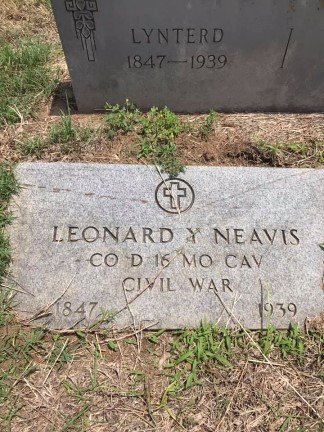 LYNTERD
1847—1939
LEONARD Y NEAVIS
CO D 16 MO CAV
CIVIL WAR
1847 1939